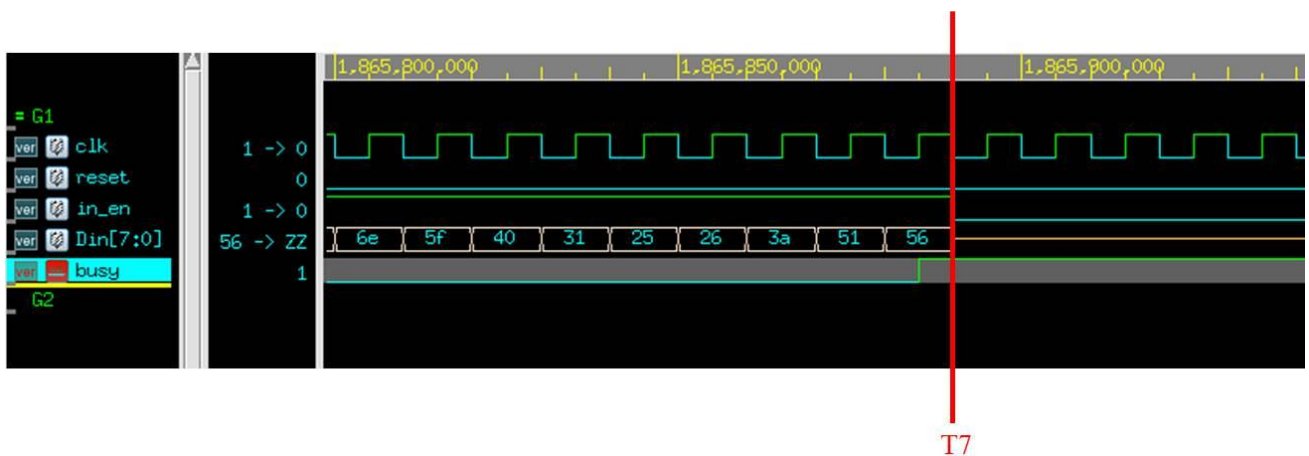 1,865,800,000 1,865,850,000 1,865,900,000
= G1
ver clk 1 -> 0
ver reset 0
ver in_en 1 -> 0
ver Din[7:0] 56 -> ZZ 6e 5f 40 31 25 26 3a 51 56
ver busy 1
G2
T7